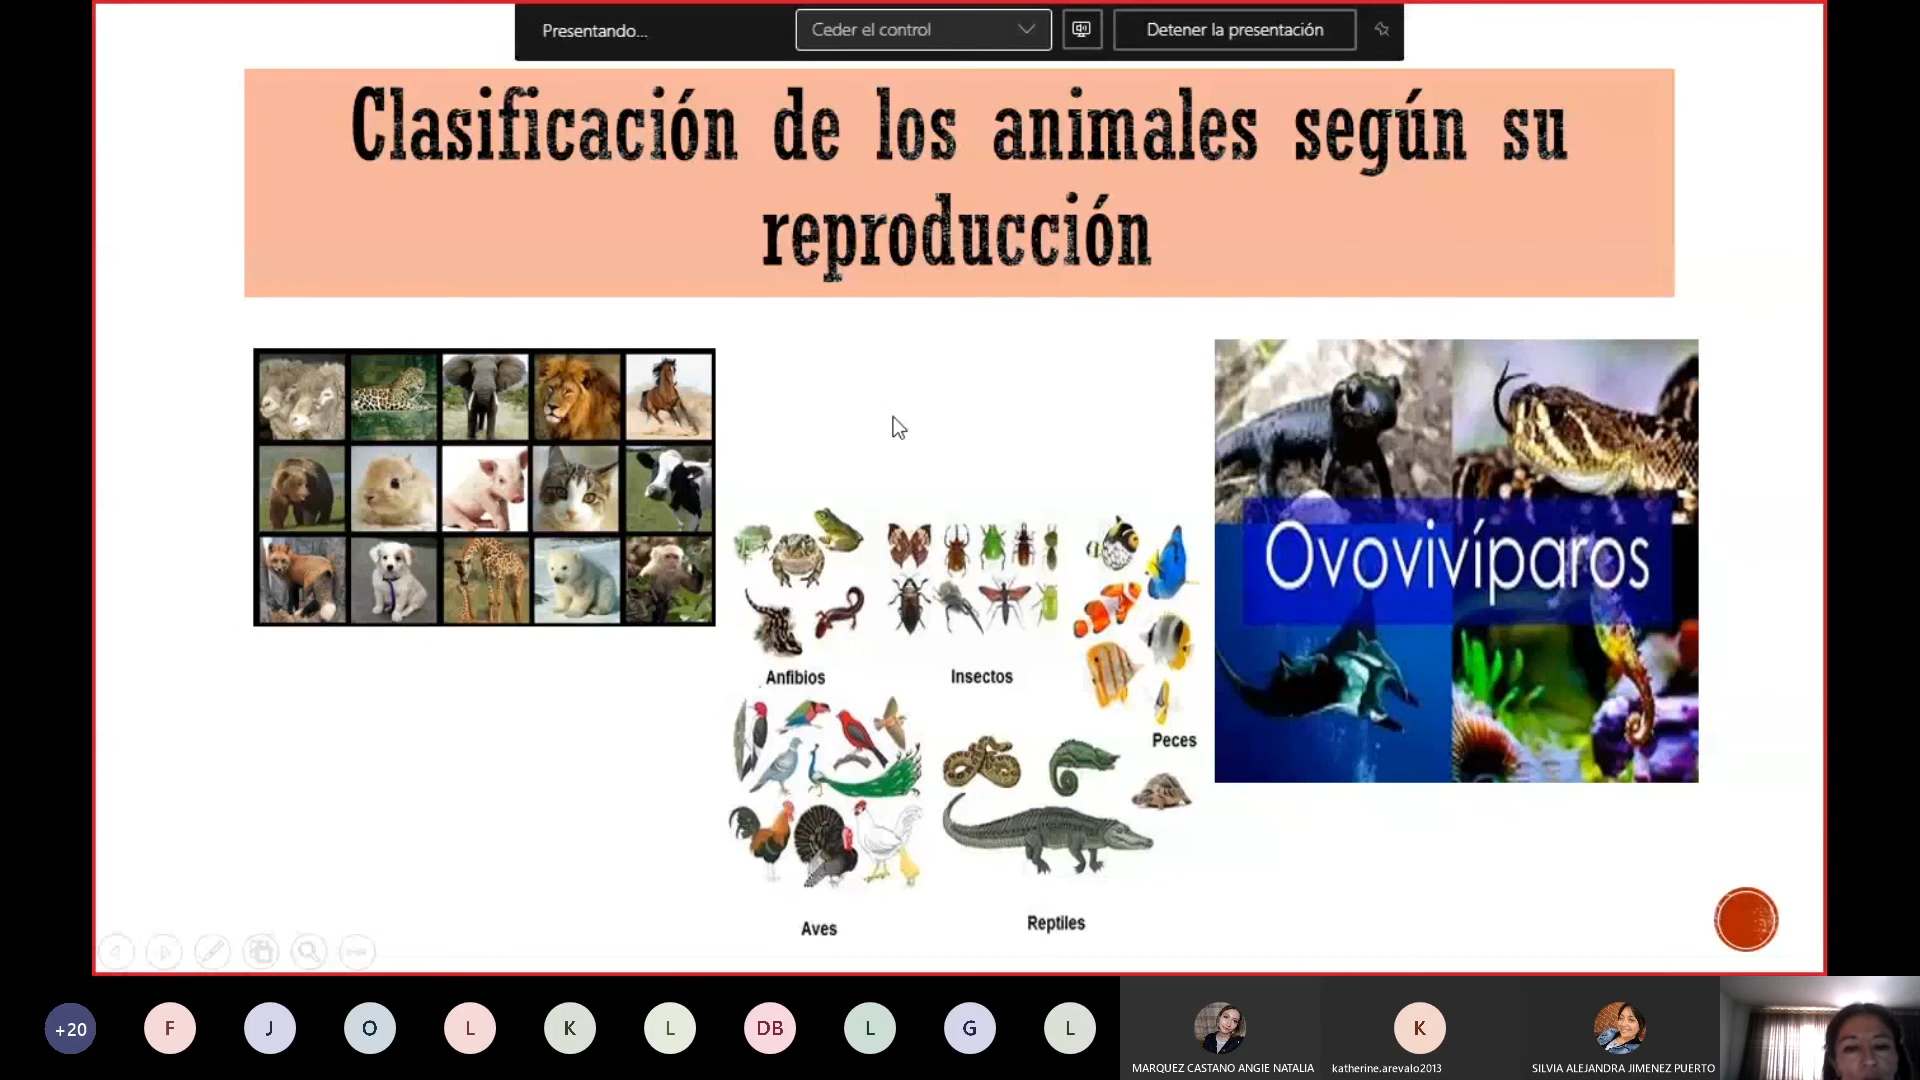 Presentando...
Ceder el control
Detener la presentación
Clasificación de los animales según su
reproducción
Ovovivíparos
Anfibios
Insectos
Peces
Aves
Reptiles
+20
F
J
O
L
K
L
DB
L
G
L
K
MARQUEZ CASTANO ANGIE NATALIA
katherine.arevalo2013
SILVIA ALEJANDRA JIMENEZ PUERTO